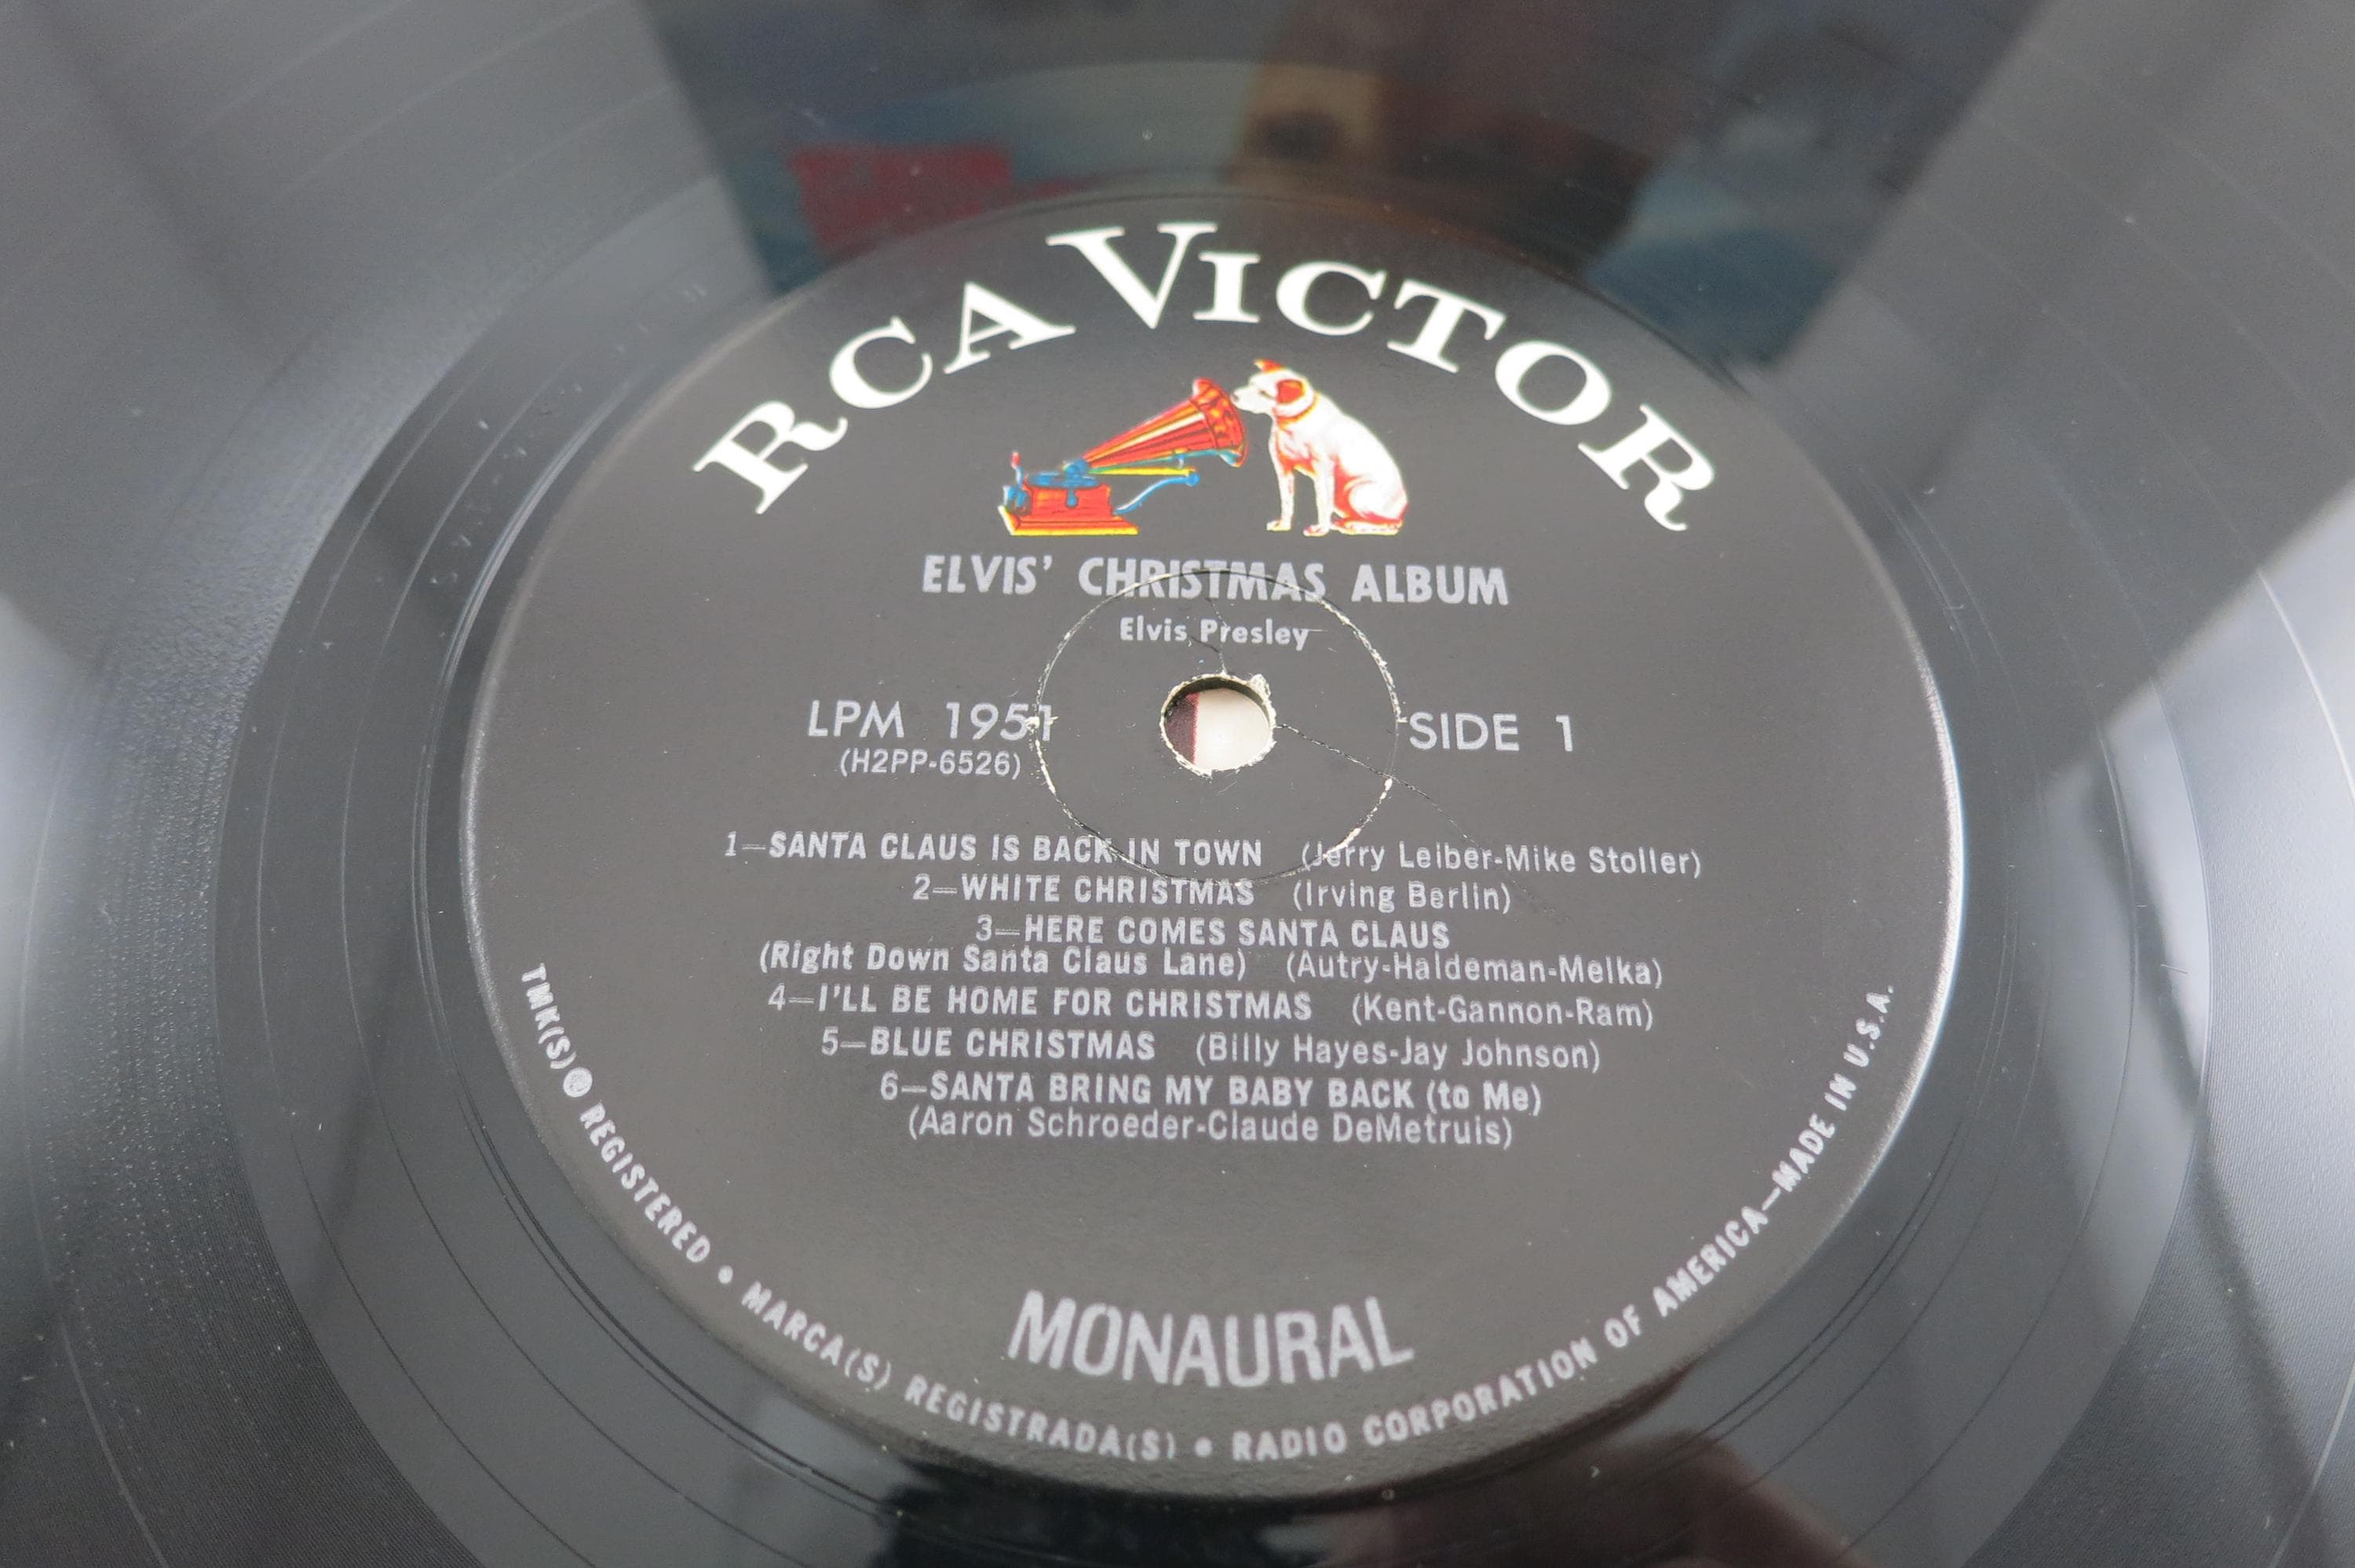 RCA VICTOR
ELVIS' CHRISTMAS ALBUM
Elvis Presley
LPM 1951
SIDE 1
(H2PP-6526)
1—SANTA CLAUS IS BACK IN TOWN (Jerry Leiber-Mike Stoller)
2—WHITE CHRISTMAS (Irving Berlin)
3—HERE COMES SANTA CLAUS
(Right Down Santa Claus Lane) (Autry-Haldeman-Melka)
4—I'LL BE HOME FOR CHRISTMAS (Kent-Gannon-Ram)
5—BLUE CHRISTMAS (Billy Hayes-Jay Johnson)
6—SANTA BRING MY BABY BACK (to Me)
(Aaron Schroeder-Claude DeMetruis)
MONAURAL
TMK(S) ® REGISTERED • MARCA(S) REGISTRADA(S) • RADIO CORPORATION OF AMERICA—MADE IN U.S.A.